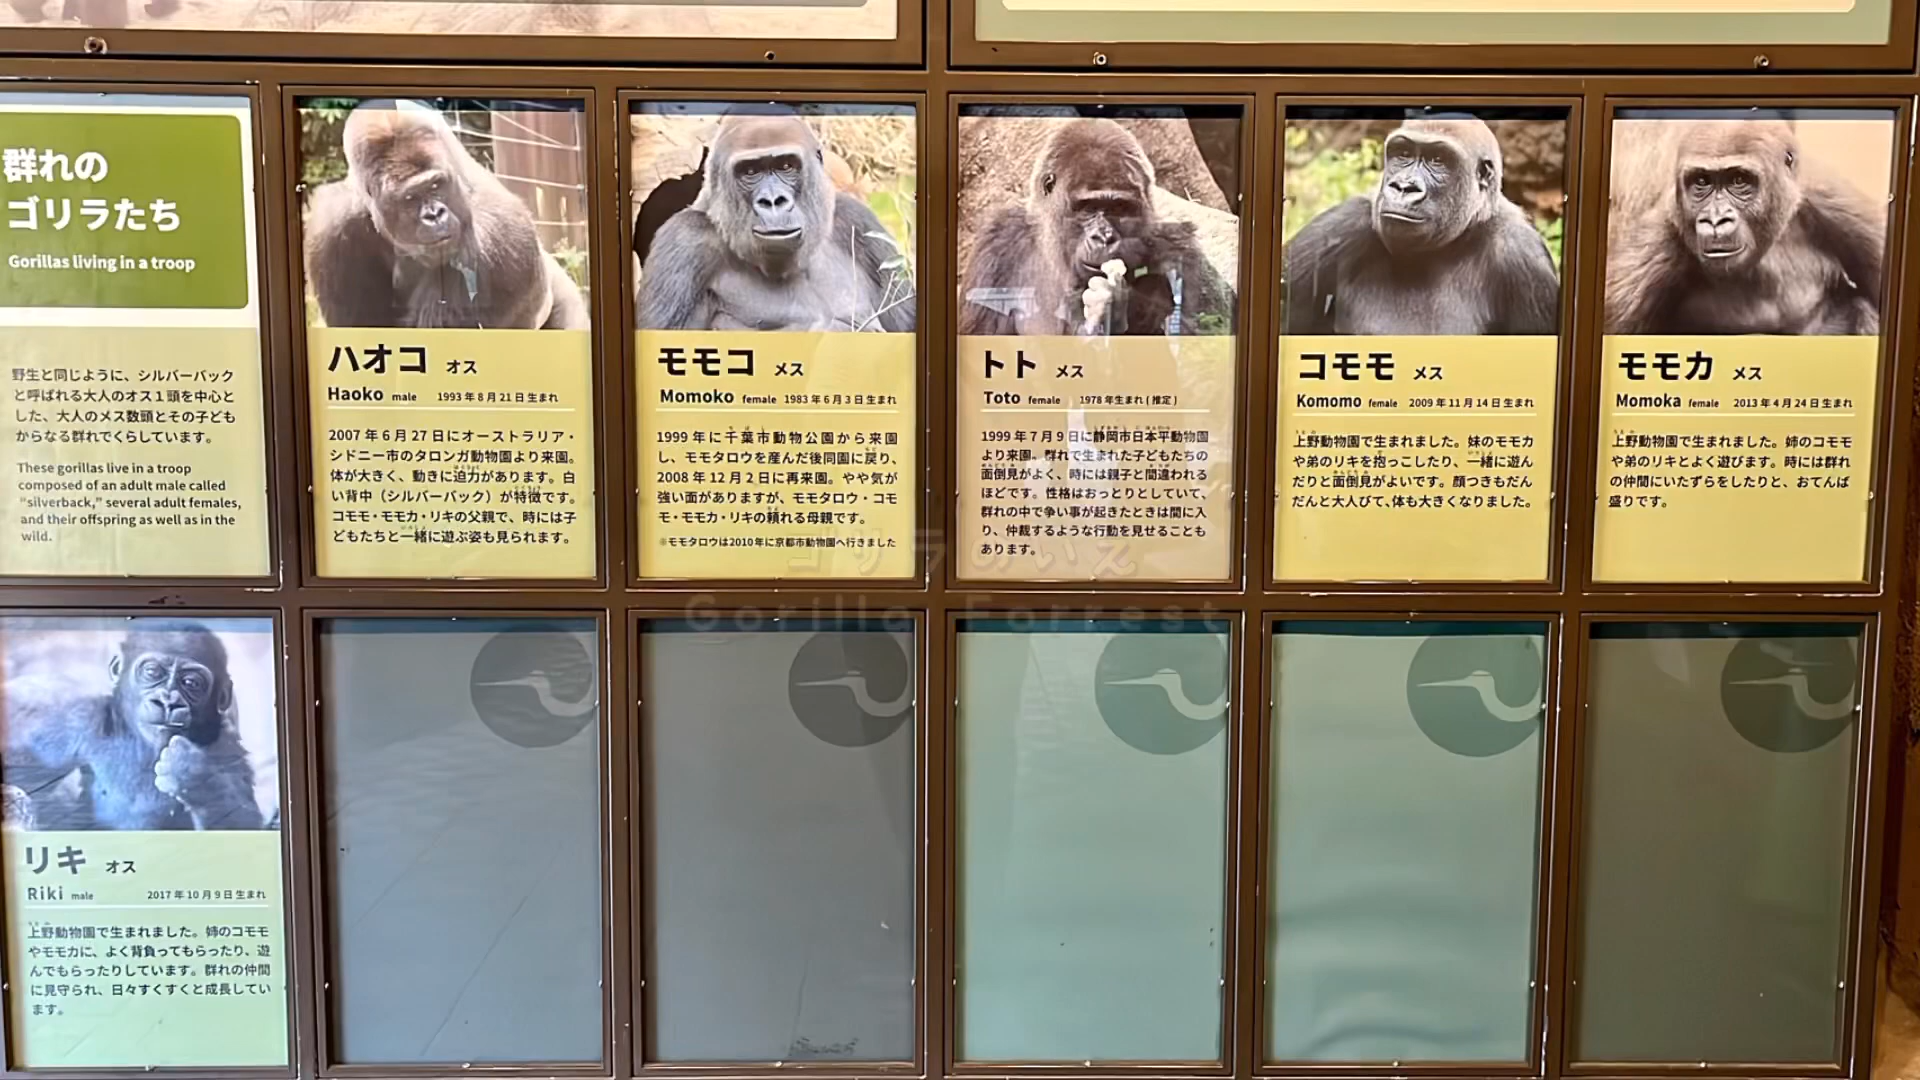 群れの
ゴリラたち
Gorillas living in a troop
野生と同じように、シルバーバック
と呼ばれる大人のオス１頭を中心と
した、大人のメス数頭とその子ども
からなる群れでくらしています。
These gorillas live in a troop
composed of an adult male called
“silverback,” several adult females,
and their offspring as well as in the
wild.
ハオコ オス
Haoko male 1993年8月21日生まれ
2007年6月27日にオーストラリア・
シドニー市のタロンガ動物園より来園。
体が大きく、動きに迫力があります。白
い背中（シルバーバック）が特徴です。
コモモ・モモカ・リキの父親で、時には子
どもたちと一緒に遊ぶ姿も見られます。
モモコ メス
Momoko female 1983年6月3日生まれ
1999年に千葉市動物公園から来園
し、モモタロウを産んだ後同園に戻り、
2008年12月2日に再来園。やや気が
強い面がありますが、モモタロウ・コモ
モ・モモカ・リキの頼れる母親です。
※モモタロウは2010年に京都市動物園へ行きました
トト メス
Toto female 1978年生まれ(推定)
1999年7月9日に静岡市日本平動物園
より来園。群れで生まれた子どもたちの
面倒見がよく、時には親子と間違われる
ほどです。性格はおっとりとしていて、
群れの中で争い事が起きたときは間に入
り、仲裁するような行動を見せることも
あります。
コモモ メス
Komomo female 2009年11月14日生まれ
上野動物園で生まれました。妹のモモカ
や弟のリキを抱っこしたり、一緒に遊ん
だりと面倒見がよいです。顔つきもだん
だんと大人びて､体も大きくなりました。
モモカ メス
Momoka female 2013年4月24日生まれ
上野動物園で生まれました。姉のコモモ
や弟のリキとよく遊びます。時には群れ
の仲間にいたずらをしたりと、おてんば
盛りです。
ゴリラのいえ
Gorilla Forrest
リキ オス
Riki male 2017年10月9日生まれ
上野動物園で生まれました。姉のコモモ
やモモカに、よく背負ってもらったり、遊
んでもらったりしています。群れの仲間
に見守られ、日々すくすくと成長してい
ます。